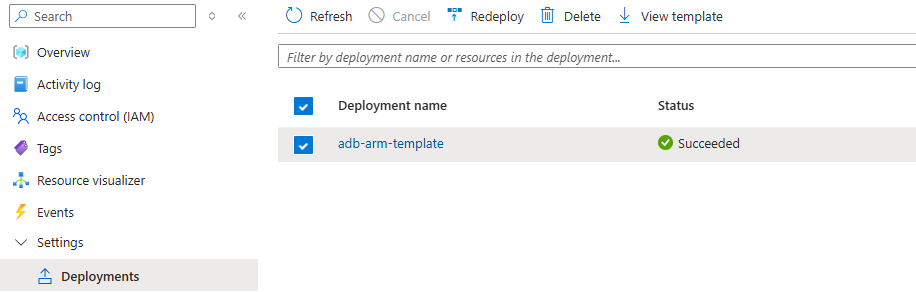 Search
Overview
Activity log
Access control (IAM)
Tags
Resource visualizer
Events
Settings
Deployments
Refresh Cancel Redeploy Delete View template
Filter by deployment name or resources in the deployment...
Deployment name Status
adb-arm-template Succeeded